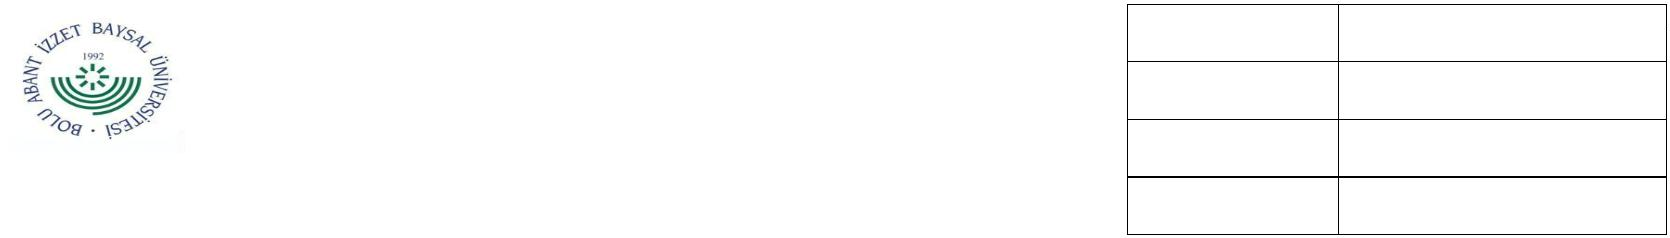 BOLU ABANT İZZET BAYSAL ÜNİVERSİTESİ
1992